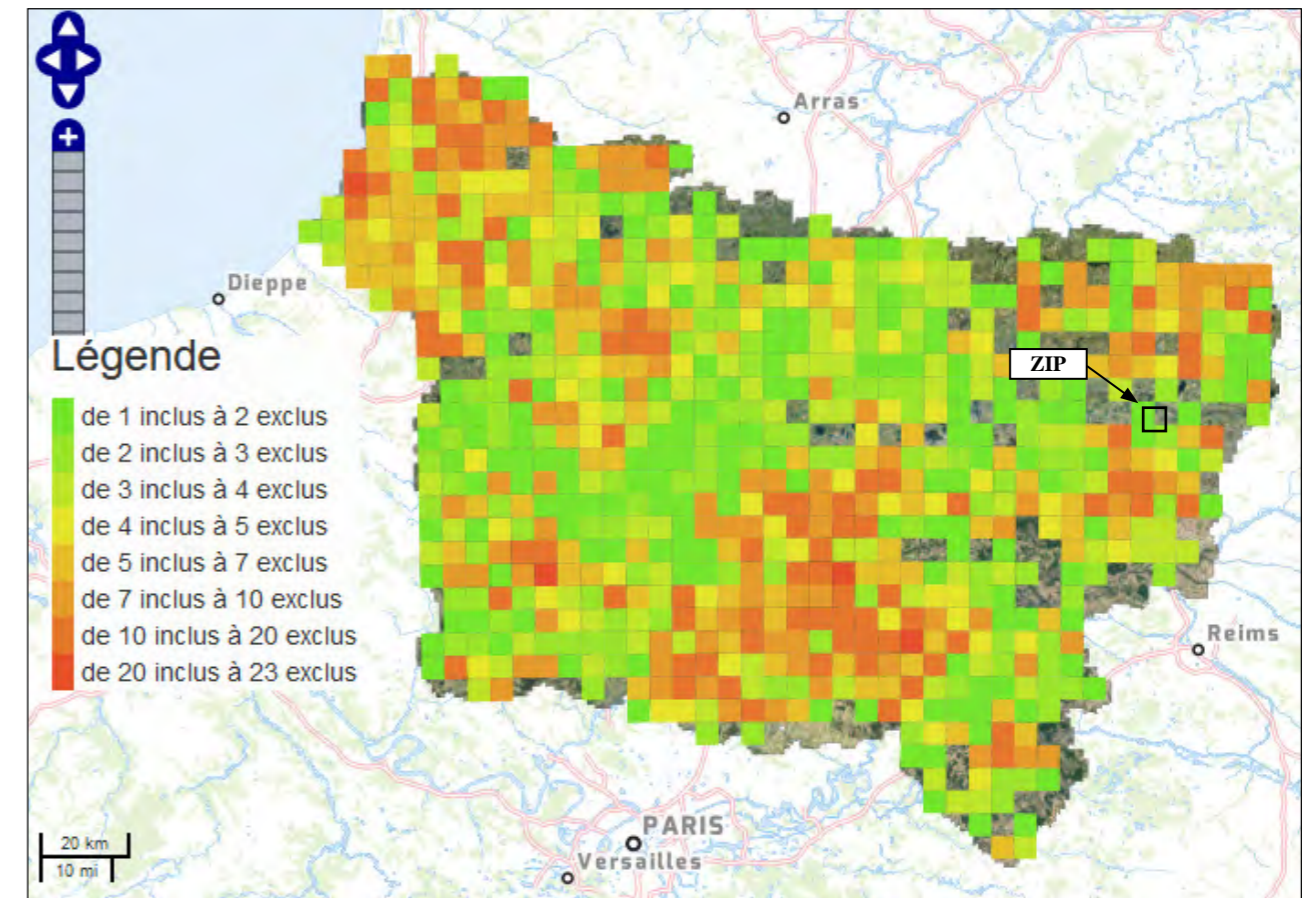 +
Arras
Dieppe
Légende
ZIP
de 1 inclus à 2 exclus
de 2 inclus à 3 exclus
de 3 inclus à 4 exclus
de 4 inclus à 5 exclus
de 5 inclus à 7 exclus
de 7 inclus à 10 exclus
de 10 inclus à 20 exclus
de 20 inclus à 23 exclus
Reims
PARIS
Versailles
20 km
10 mi